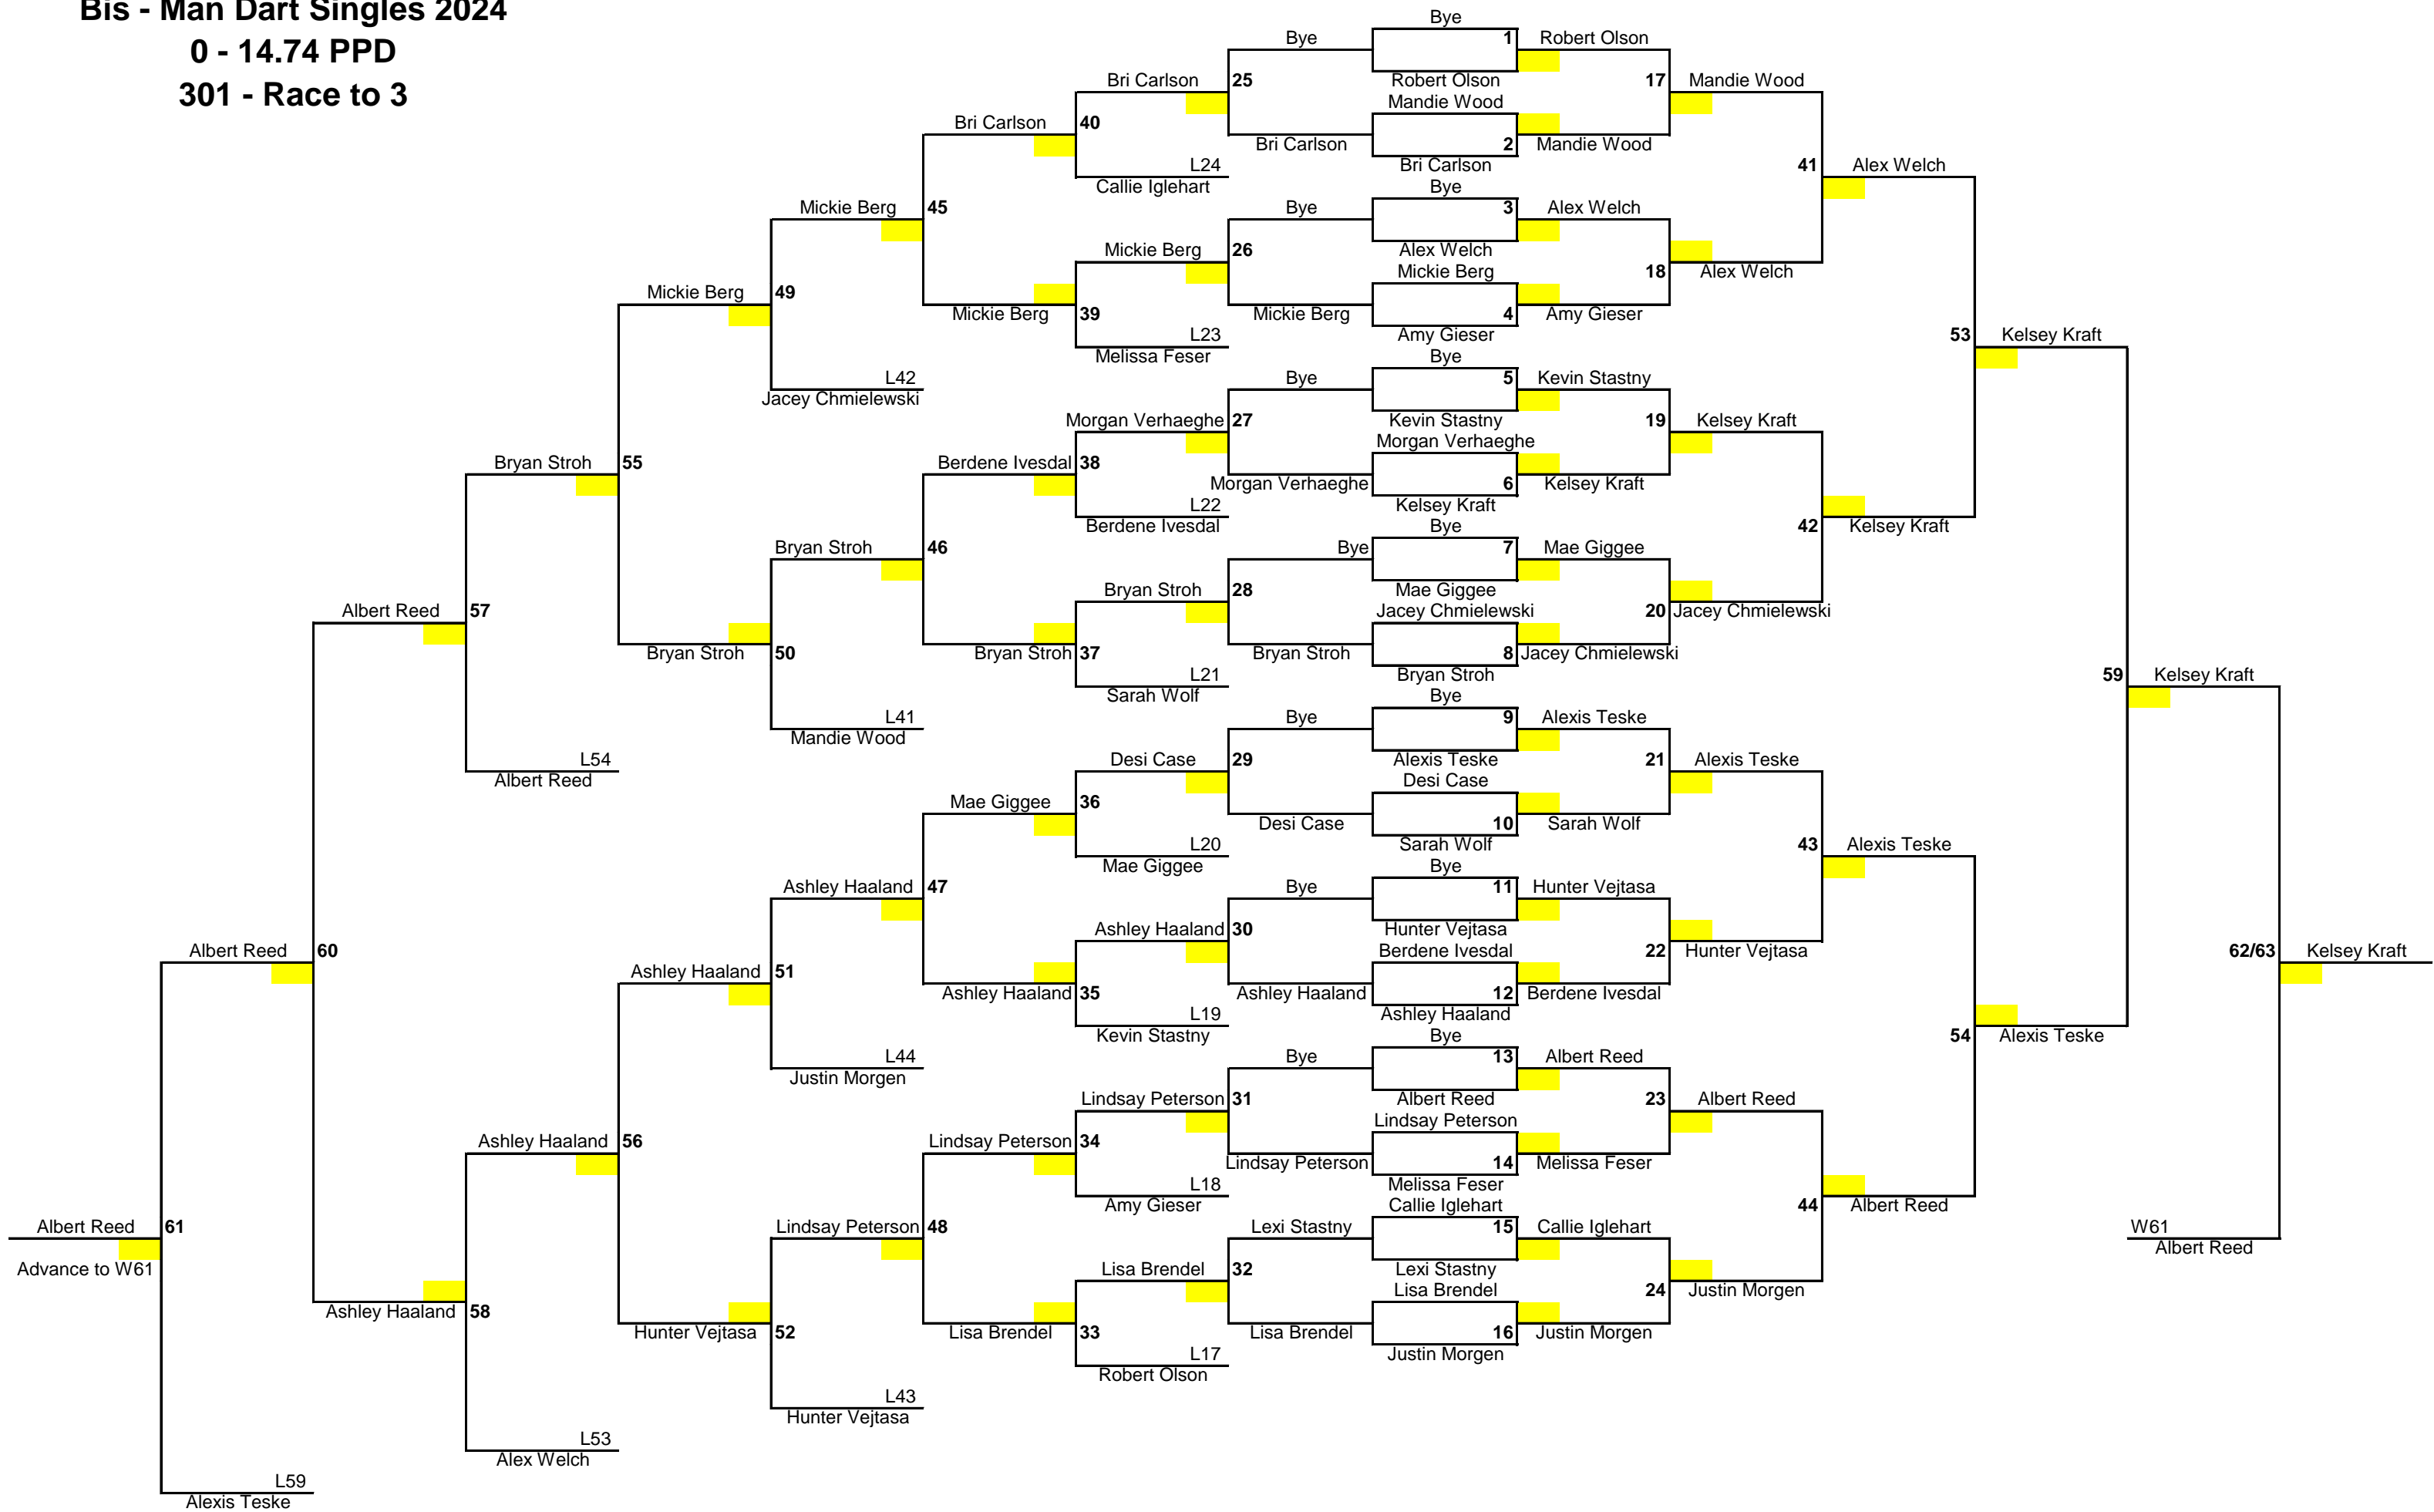 Bis - Man Dart Singles 2024
0 - 14.74 PPD
301 - Race to 3
Bye
Bye 1 Robert Olson
Bri Carlson 25 Robert Olson 17 Mandie Wood
Mandie Wood
Bri Carlson 40
Bri Carlson 2 Mandie Wood
L24 Bri Carlson 41 Alex Welch
Callie Iglehart Bye
Mickie Berg 45 Bye 3 Alex Welch
Mickie Berg 26 Alex Welch
Mickie Berg 18 Alex Welch
Mickie Berg 49
Mickie Berg 39 Mickie Berg 4 Amy Gieser
L23 Amy Gieser 53 Kelsey Kraft
Melissa Feser Bye
L42 Bye 5 Kevin Stastny
Jacey Chmielewski
Morgan Verhaeghe 27 Kevin Stastny 19 Kelsey Kraft
Morgan Verhaeghe
Bryan Stroh 55 Berdene Ivesdal 38
Morgan Verhaeghe 6 Kelsey Kraft
L22 Kelsey Kraft
Berdene Ivesdal Bye 42 Kelsey Kraft
Bryan Stroh 46 Bye 7 Mae Giggee
Bryan Stroh 28 Mae Giggee
Albert Reed 57 Jacey Chmielewski 20 Jacey Chmielewski
Bryan Stroh 50 Bryan Stroh 37 Bryan Stroh 8 Jacey Chmielewski
L21 Bryan Stroh 59 Kelsey Kraft
Sarah Wolf Bye
L41 Bye 9 Alexis Teske
Mandie Wood
L54 Desi Case 29 Alexis Teske 21 Alexis Teske
Albert Reed Desi Case
Mae Giggee 36
Desi Case 10 Sarah Wolf
L20 Sarah Wolf 43 Alexis Teske
Mae Giggee Bye
Ashley Haaland 47 Bye 11 Hunter Vejtasa
Ashley Haaland 30 Hunter Vejtasa
Albert Reed 60 Berdene Ivesdal 22 Hunter Vejtasa 62/63 Kelsey Kraft
Ashley Haaland 51
Ashley Haaland 35 Ashley Haaland 12 Berdene Ivesdal
L19 Ashley Haaland
Kevin Stastny Bye 54 Alexis Teske
L44 Bye 13 Albert Reed
Justin Morgen
Lindsay Peterson 31 Albert Reed 23 Albert Reed
Lindsay Peterson
Ashley Haaland 56 Lindsay Peterson 34
Lindsay Peterson 14 Melissa Feser
L18 Melissa Feser
Amy Gieser Callie Iglehart 44 Albert Reed
Albert Reed 61 Lindsay Peterson 48 Lexi Stastny 15 Callie Iglehart W61
Albert Reed
Advance to W61 Lisa Brendel 32 Lexi Stastny
Lisa Brendel 24 Justin Morgen
Ashley Haaland 58
Hunter Vejtasa 52 Lisa Brendel 33 Lisa Brendel 16 Justin Morgen
L17 Justin Morgen
Robert Olson
L43
Hunter Vejtasa
L53
Alex Welch
L59
Alexis Teske